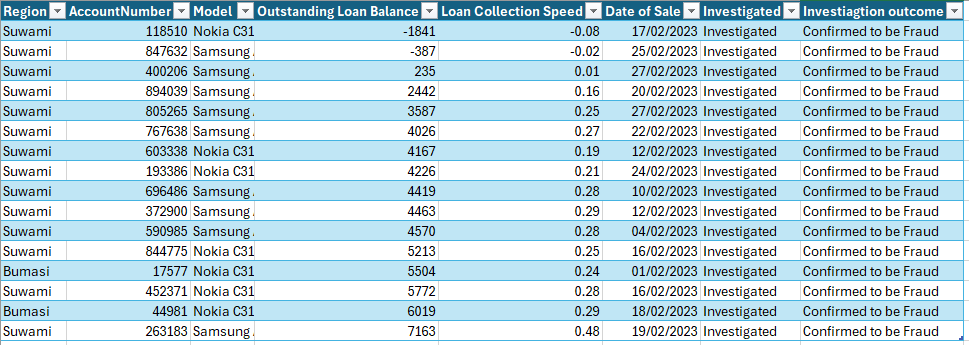 Region AccountNumber Model Outstanding Loan Balance Loan Collection Speed Date of Sale Investigated Investiagtion outcome
Suwami 118510 Nokia C31 -1841 -0.08 17/02/2023 Investigated Confirmed to be Fraud
Suwami 847632 Samsung -387 -0.02 25/02/2023 Investigated Confirmed to be Fraud
Suwami 400206 Samsung 235 0.01 27/02/2023 Investigated Confirmed to be Fraud
Suwami 894039 Samsung 2442 0.16 20/02/2023 Investigated Confirmed to be Fraud
Suwami 805265 Samsung 3587 0.25 27/02/2023 Investigated Confirmed to be Fraud
Suwami 767638 Samsung 4026 0.27 22/02/2023 Investigated Confirmed to be Fraud
Suwami 603338 Nokia C31 4167 0.19 12/02/2023 Investigated Confirmed to be Fraud
Suwami 193386 Nokia C31 4226 0.21 24/02/2023 Investigated Confirmed to be Fraud
Suwami 696486 Samsung 4419 0.28 10/02/2023 Investigated Confirmed to be Fraud
Suwami 372900 Samsung 4463 0.29 12/02/2023 Investigated Confirmed to be Fraud
Suwami 590985 Samsung 4570 0.28 04/02/2023 Investigated Confirmed to be Fraud
Suwami 844775 Nokia C31 5213 0.25 16/02/2023 Investigated Confirmed to be Fraud
Bumasi 17577 Nokia C31 5504 0.24 01/02/2023 Investigated Confirmed to be Fraud
Suwami 452371 Nokia C31 5772 0.28 16/02/2023 Investigated Confirmed to be Fraud
Bumasi 44981 Nokia C31 6019 0.29 18/02/2023 Investigated Confirmed to be Fraud
Suwami 263183 Samsung 7163 0.48 19/02/2023 Investigated Confirmed to be Fraud